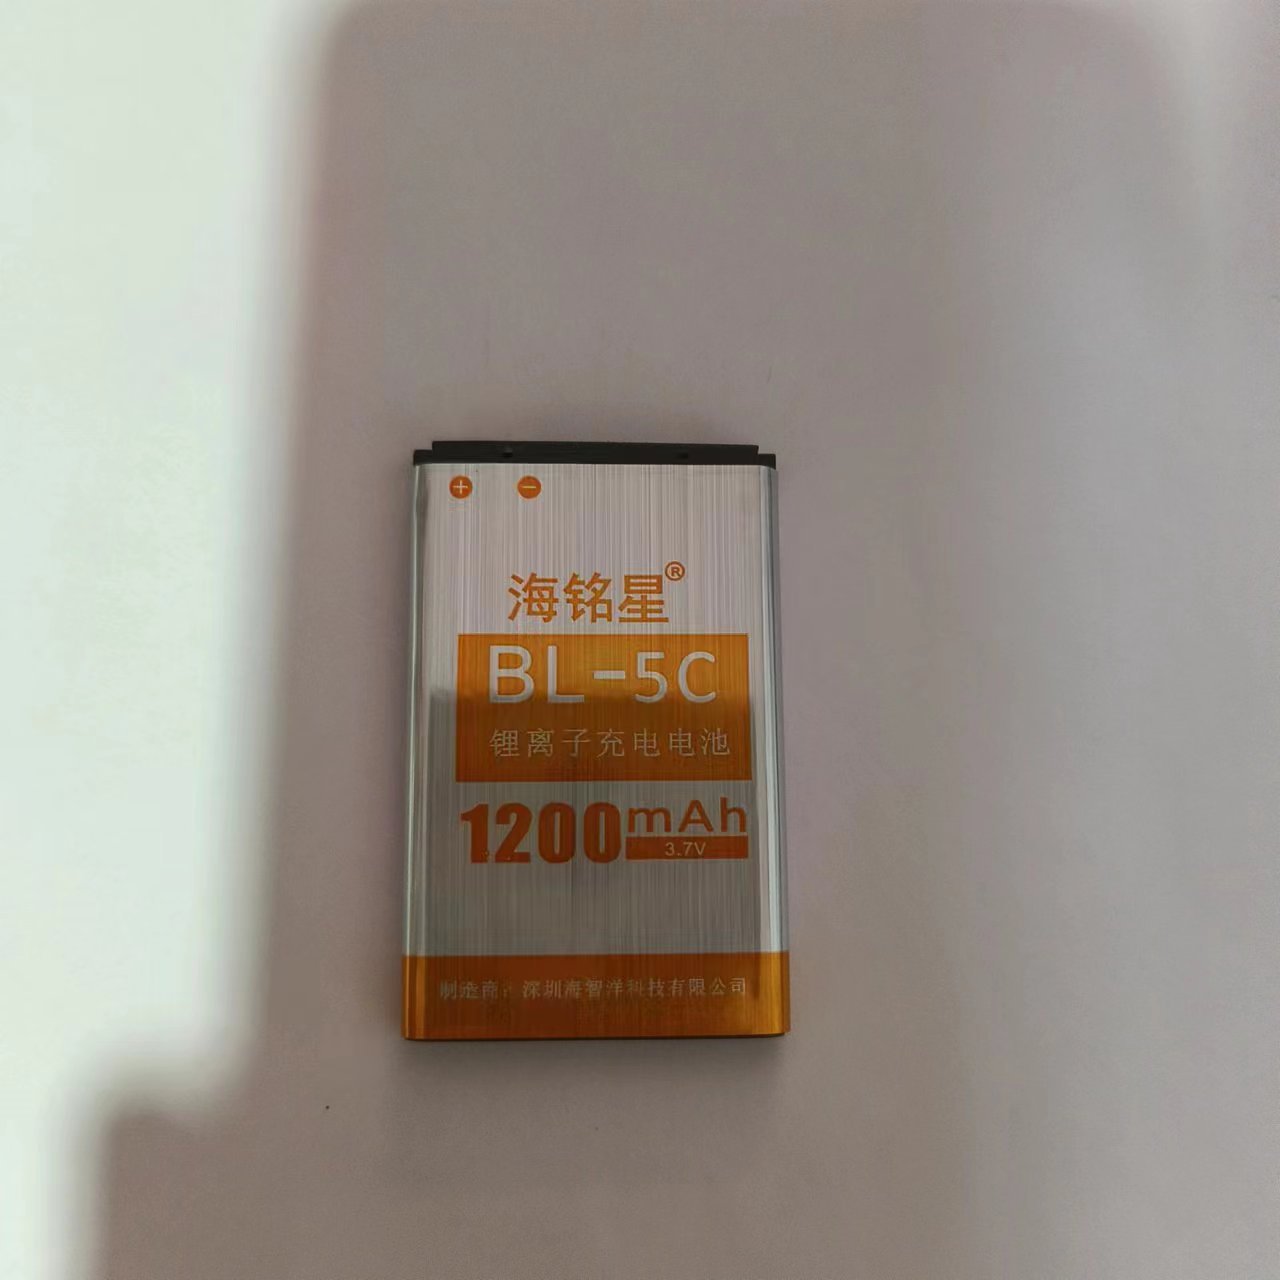 + −
海铭星®
BL-5C
锂离子充电电池
1200mAh
3.7V
制造商：深圳海智洋科技有限公司